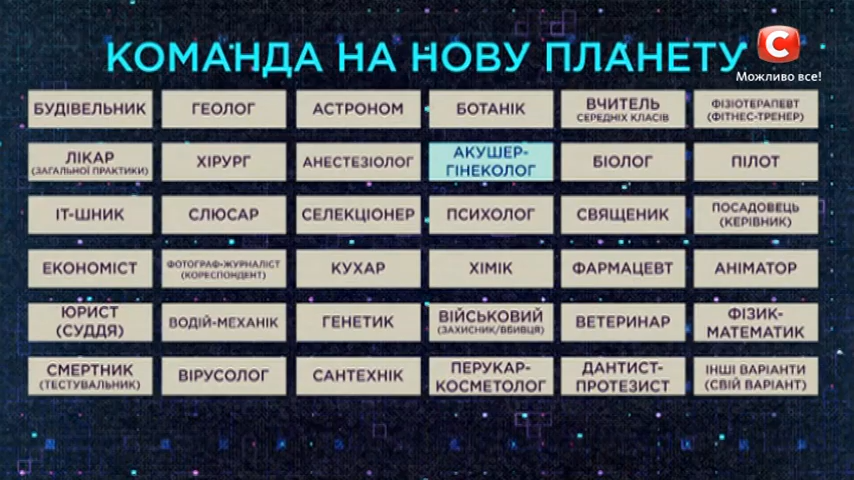 КОМАНДА НА НОВУ ПЛАНЕТУ
С
Можливо все!
БУДІВЕЛЬНИК
ГЕОЛОГ
АСТРОНОМ
БОТАНІК
ВЧИТЕЛЬ
СЕРЕДНІХ КЛАСІВ
ФІЗІОТЕРАПЕВТ
(ФІТНЕС-ТРЕНЕР)
ЛІКАР
(ЗАГАЛЬНОЇ ПРАКТИКИ)
ХІРУРГ
АНЕСТЕЗІОЛОГ
АКУШЕР-
ГІНЕКОЛОГ
БІОЛОГ
ПІЛОТ
ІТ-ШНИК
СЛЮСАР
СЕЛЕКЦІОНЕР
ПСИХОЛОГ
СВЯЩЕНИК
ПОСАДОВЕЦЬ
(КЕРІВНИК)
ЕКОНОМІСТ
ФОТОГРАФ-ЖУРНАЛІСТ
(КОРЕСПОНДЕНТ)
КУХАР
ХІМІК
ФАРМАЦЕВТ
АНІМАТОР
ЮРИСТ
(СУДДЯ)
ВОДІЙ-МЕХАНІК
ГЕНЕТИК
ВІЙСЬКОВИЙ
(ЗАХИСНИК/ВБИВЦЯ)
ВЕТЕРИНАР
ФІЗИК-
МАТЕМАТИК
СМЕРТНИК
(ТЕСТУВАЛЬНИК)
ВІРУСОЛОГ
САНТЕХНІК
ПЕРУКАР-
КОСМЕТОЛОГ
ДАНТИСТ-
ПРОТЕЗИСТ
ІНШІ ВАРІАНТИ
(СВІЙ ВАРІАНТ)